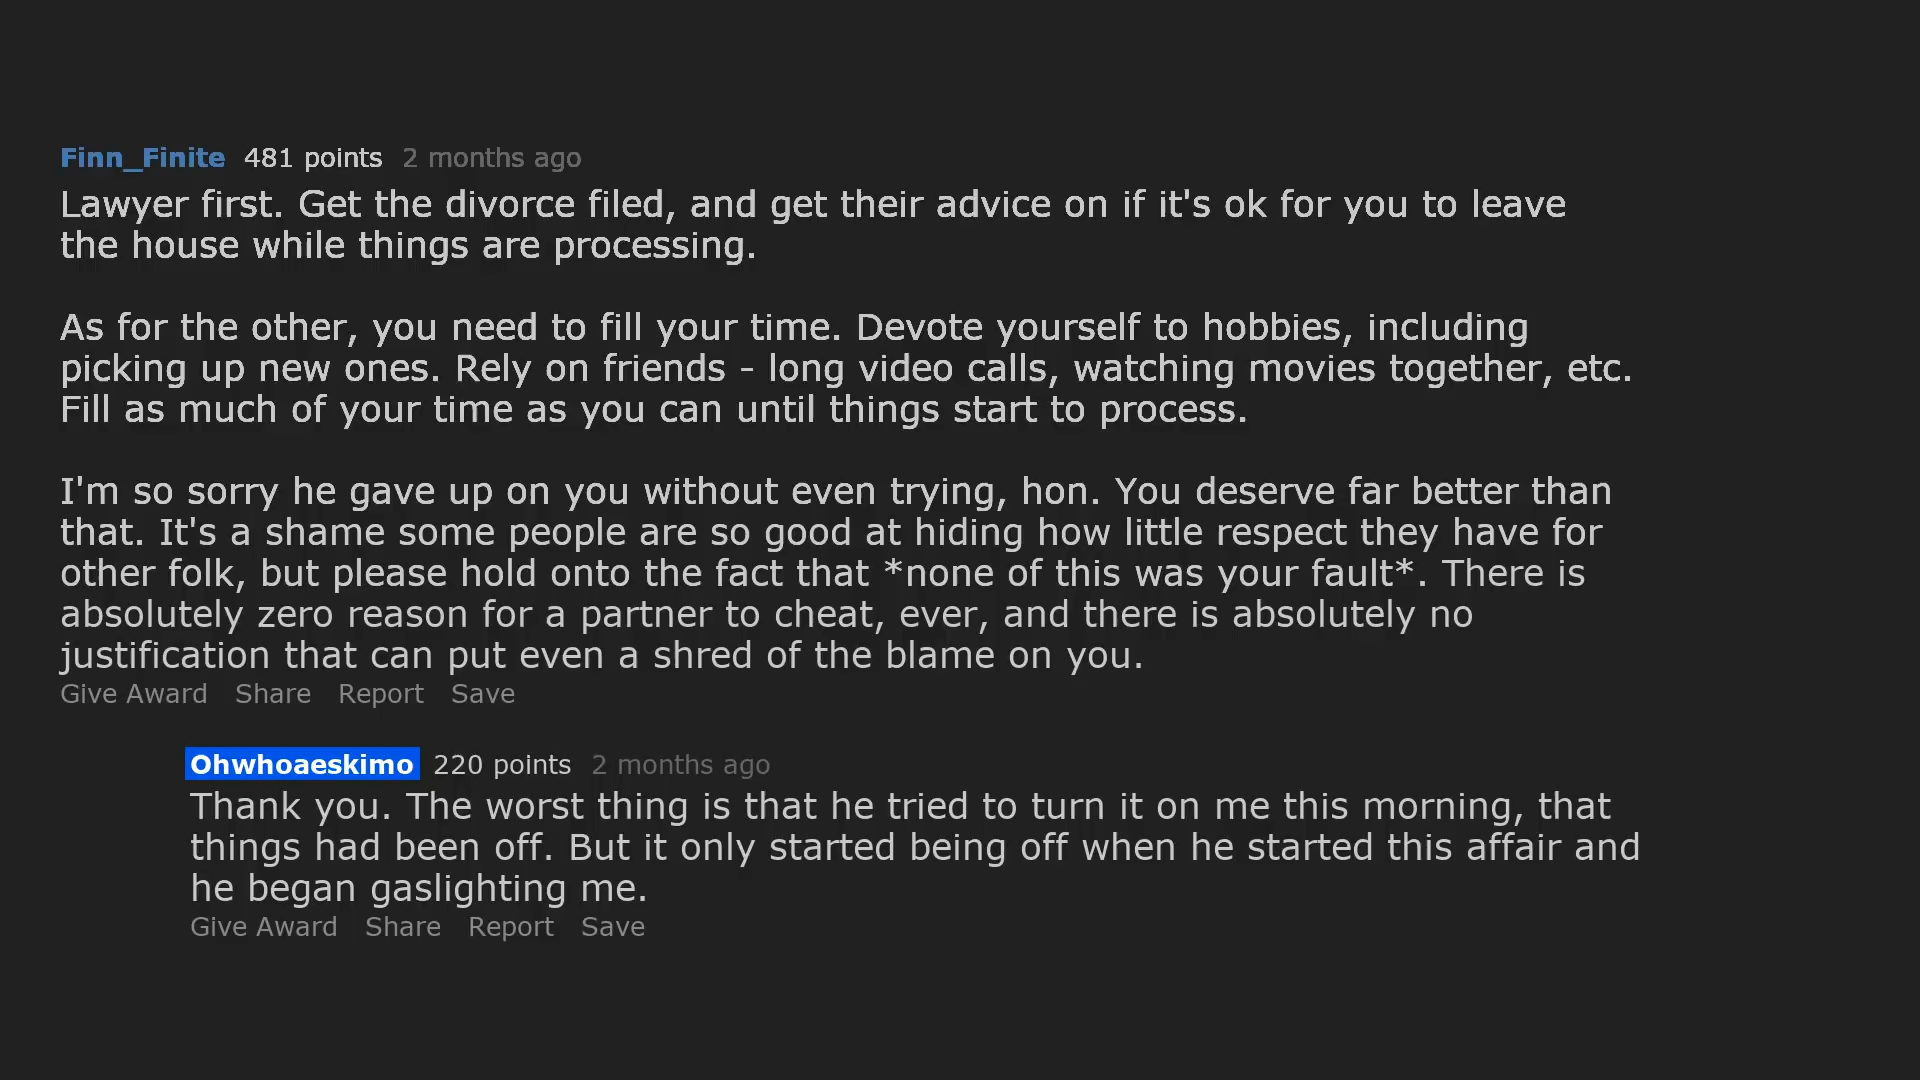 Finn_Finite 481 points 2 months ago
Lawyer first. Get the divorce filed, and get their advice on if it's ok for you to leave
the house while things are processing.
As for the other, you need to fill your time. Devote yourself to hobbies, including
picking up new ones. Rely on friends - long video calls, watching movies together, etc.
Fill as much of your time as you can until things start to process.
I'm so sorry he gave up on you without even trying, hon. You deserve far better than
that. It's a shame some people are so good at hiding how little respect they have for
other folk, but please hold onto the fact that *none of this was your fault*. There is
absolutely zero reason for a partner to cheat, ever, and there is absolutely no
justification that can put even a shred of the blame on you.
Give Award Share Report Save
Ohwhoaeskimo 220 points 2 months ago
Thank you. The worst thing is that he tried to turn it on me this morning, that
things had been off. But it only started being off when he started this affair and
he began gaslighting me.
Give Award Share Report Save